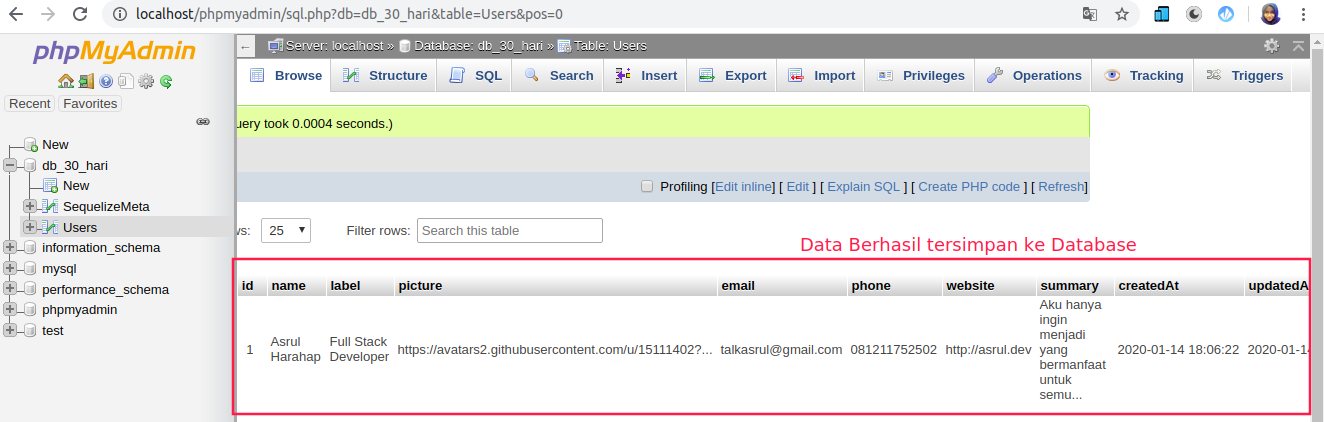 localhost/phpmyadmin/sql.php?db=db_30_hari&table=Users&pos=0
phpMyAdmin
Recent Favorites
New
db_30_hari
New
SequelizeMeta
Users
information_schema
mysql
performance_schema
phpmyadmin
test
Server: localhost » Database: db_30_hari » Table: Users
Browse Structure SQL Search Insert Export Import Privileges Operations Tracking Triggers
uery took 0.0004 seconds.)
Profiling [Edit inline] [ Edit ] [ Explain SQL ] [ Create PHP code ] [ Refresh]
ws: 25 Filter rows: Search this table
Data Berhasil tersimpan ke Database
id name label picture email phone website summary createdAt updatedA
1 Asrul Harahap Full Stack Developer https://avatars2.githubusercontent.com/u/15111402?... talkasrul@gmail.com 081211752502 http://asrul.dev Aku hanya 2020-01-14 18:06:22 2020-01-14
ingin
menjadi
yang
bermanfaat
untuk
semu...